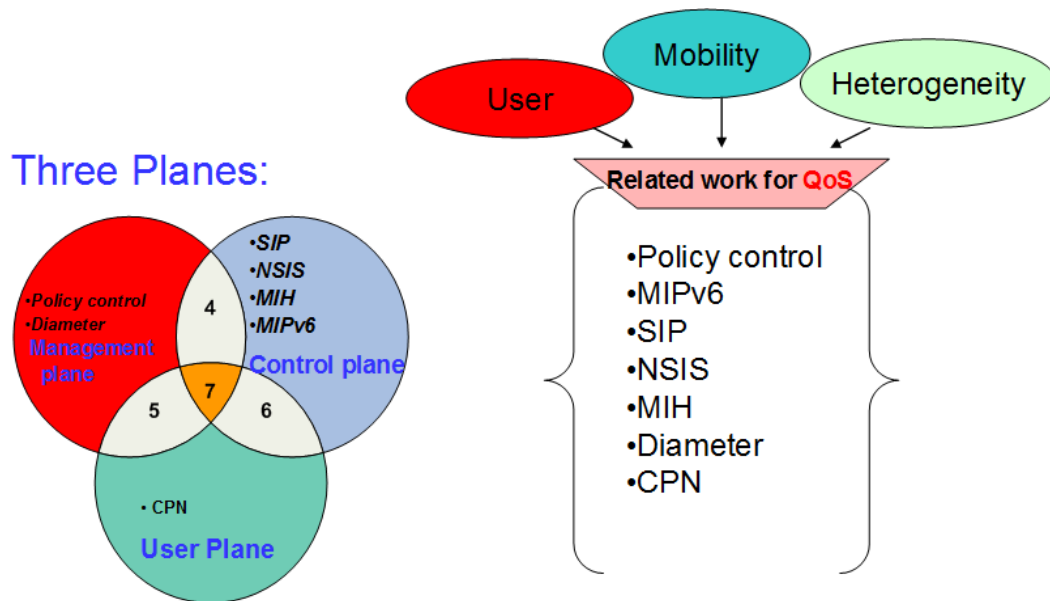 Three Planes:
•Policy control
•Diameter
Management
plane
•SIP
•NSIS
•MIH
•MIPv6
Control plane
4
7
5
6
• CPN
User Plane
User
Mobility
Heterogeneity
Related work for QoS
•Policy control
•MIPv6
•SIP
•NSIS
•MIH
•Diameter
•CPN